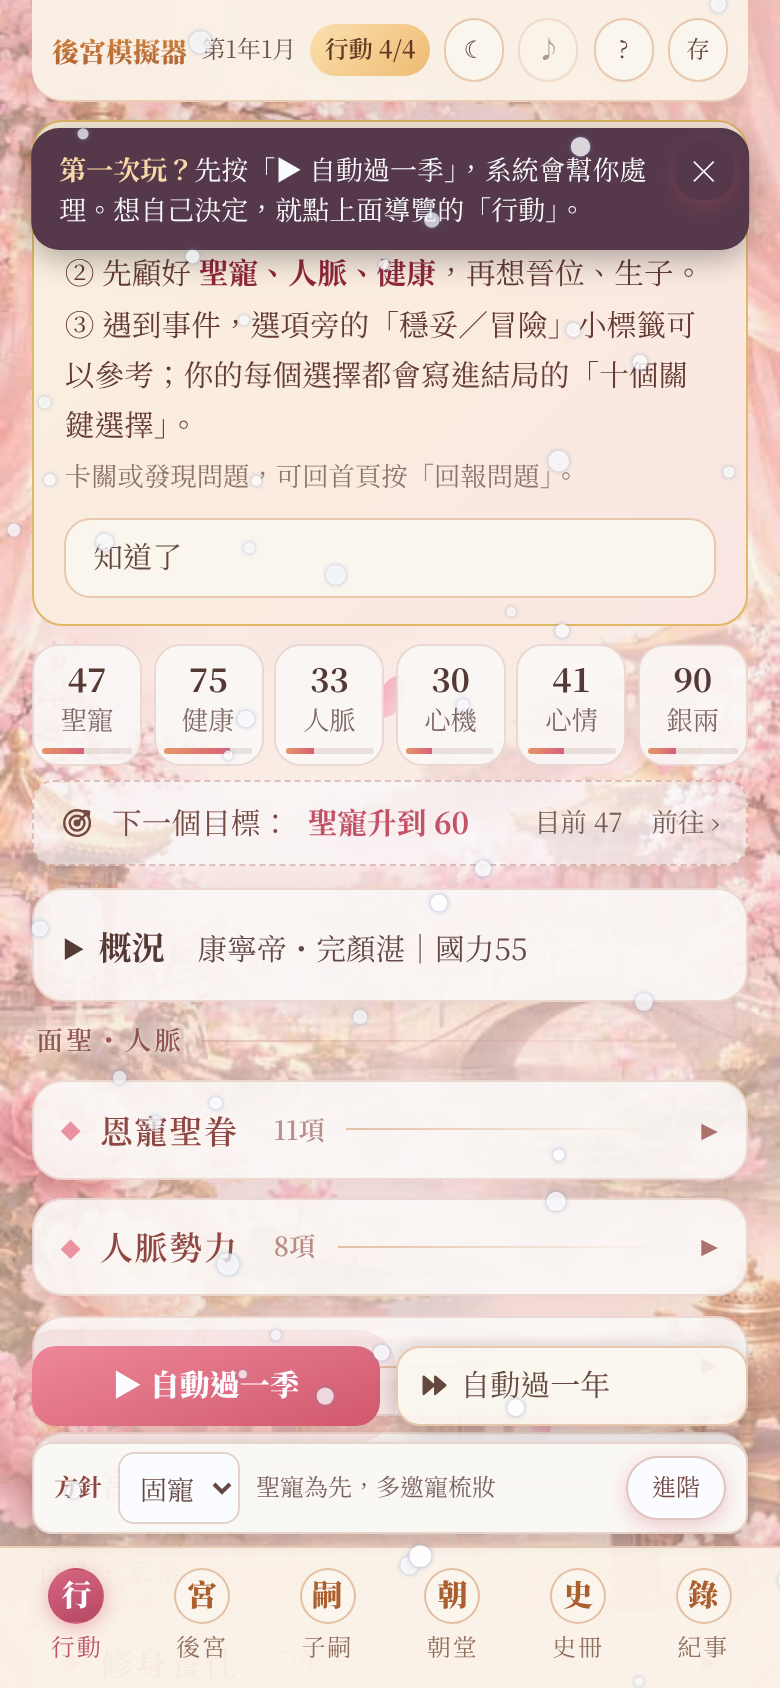 後宮模擬器 第1年1月 行動 4/4 ☾ ♪ ? 存
第一次玩？先按「▶ 自動過一季」，系統會幫你處
理。想自己決定，就點上面導覽的「行動」。
② 先顧好 聖寵、人脈、健康，再想晉位、生子。
③ 遇到事件，選項旁的「穩妥／冒險」小標籤可
以參考；你的每個選擇都會寫進結局的「十個關
鍵選擇」。
卡關或發現問題，可回首頁按「回報問題」。
知道了
47 75 33 30 41 90
聖寵 健康 人脈 心機 心情 銀兩
下一個目標： 聖寵升到 60 目前 47 前往 ›
▶ 概況 康寧帝・完顏湛｜國力55
面聖・人脈
◆ 恩寵聖眷 11項 ▶
◆ 人脈勢力 8項 ▶
▶ 自動過一季 自動過一年
方針 固寵 聖寵為先，多邀寵梳妝 進階
行 宮 嗣 朝 史 錄
行動 後宮 子嗣 朝堂 史冊 紀事
修身養性